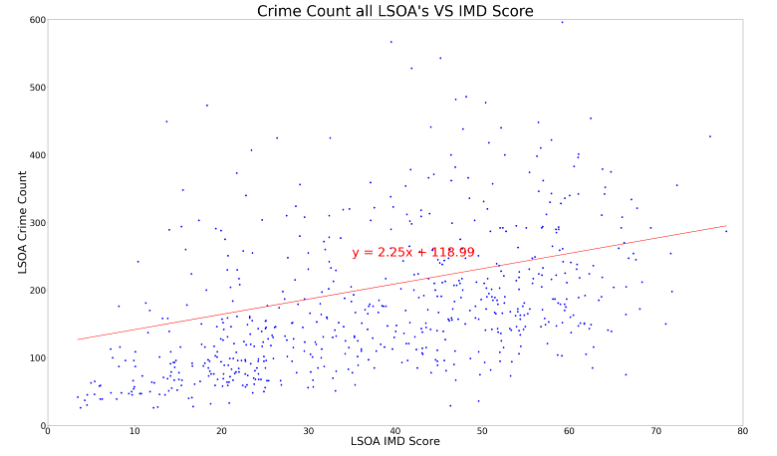 Crime Count all LSOA's VS IMD Score
600
500
400
300
200
100
0
LSOA Crime Count
y = 2.25x + 118.99
0 10 20 30 40 50 60 70 80
LSOA IMD Score